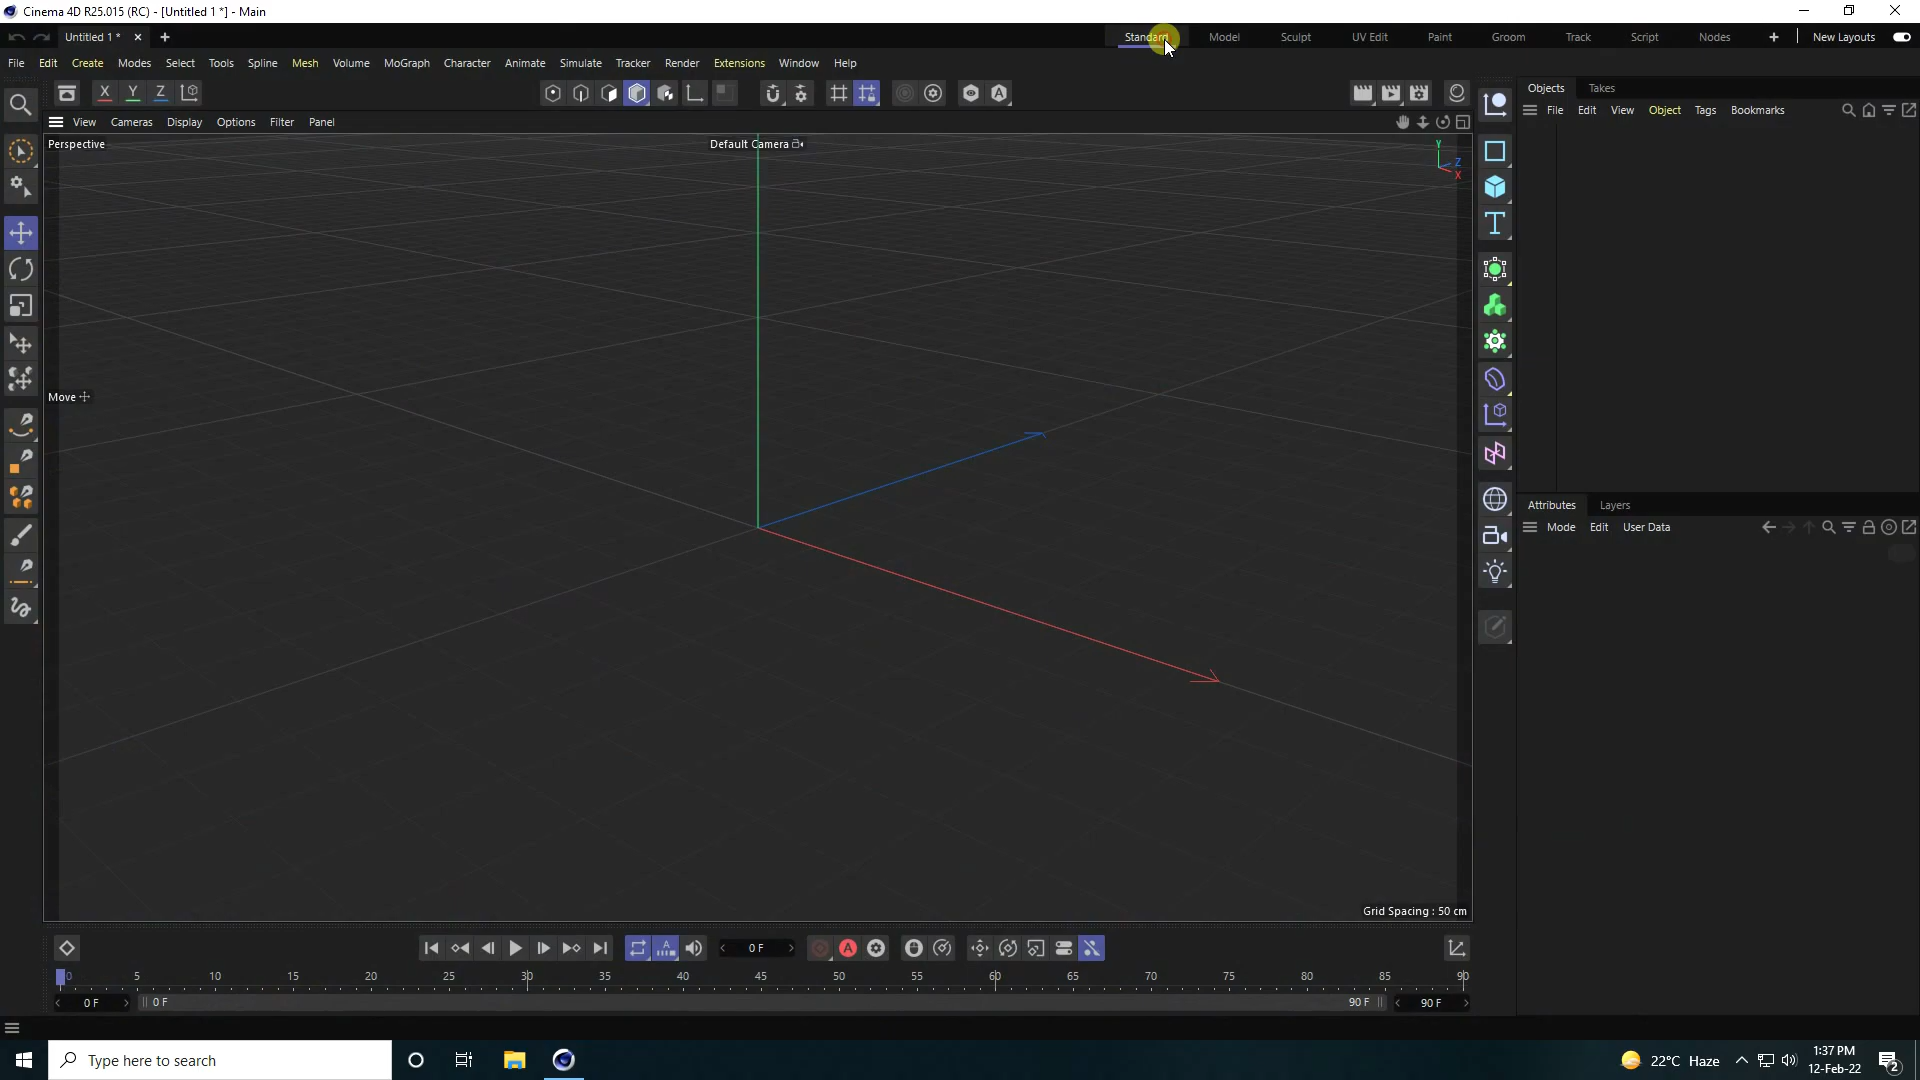 Cinema 4D R25.015 (RC) - [Untitled 1 *] - Main
Untitled 1 *
Standard Model Sculpt UV Edit Paint Groom Track Script Nodes New Layouts
File Edit Create Modes Select Tools Spline Mesh Volume MoGraph Character Animate Simulate Tracker Render Extensions Window Help
X Y Z
Objects Takes
File Edit View Object Tags Bookmarks
View Cameras Display Options Filter Panel
Perspective
Default Camera
Y
Z
X
Move
Attributes Layers
Mode Edit User Data
Grid Spacing : 50 cm
0 F
0 5 10 15 20 25 30 35 40 45 50 55 60 65 70 75 80 85 90
0 F 0 F 90 F 90 F
Type here to search
22°C Haze
1:37 PM
12-Feb-22
2